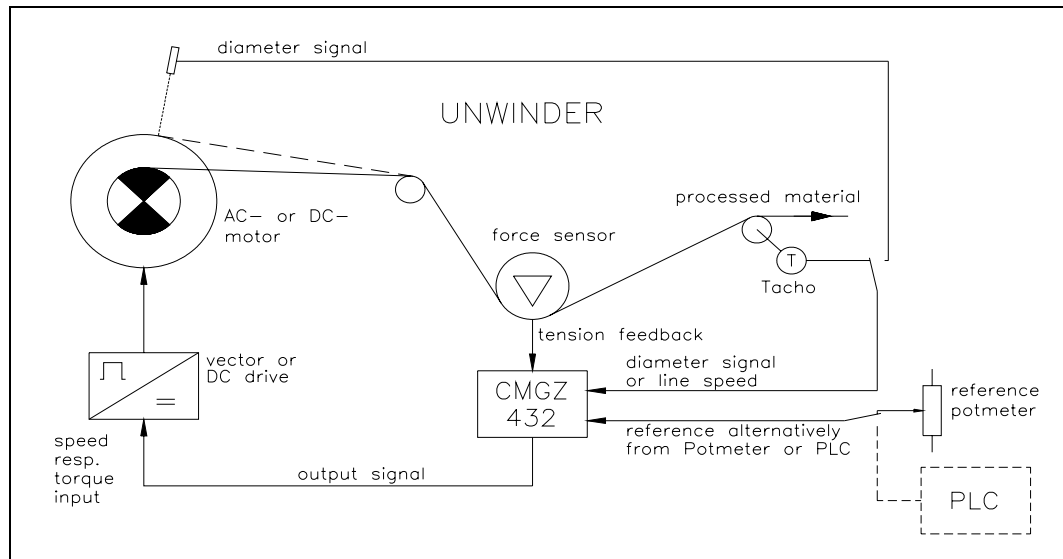 diameter signal
UNWINDER
processed material
AC- or DC-
motor
force sensor
T
Tacho
tension feedback
vector or
DC drive
diameter signal
or line speed
CMGZ
432
reference
potmeter
speed
resp.
torque
input
reference alternatively
from Potmeter or PLC
output signal
PLC